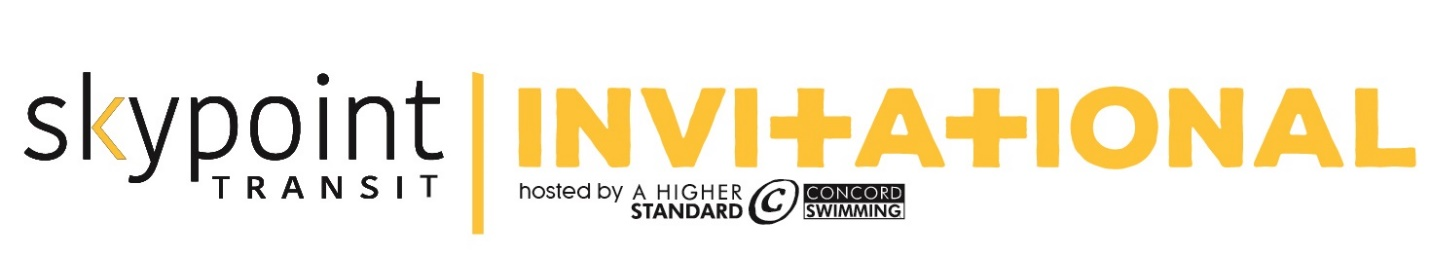 skypoint
TRANSIT
INVITATIONAL
hosted by A HIGHER STANDARD C CONCORD SWIMMING